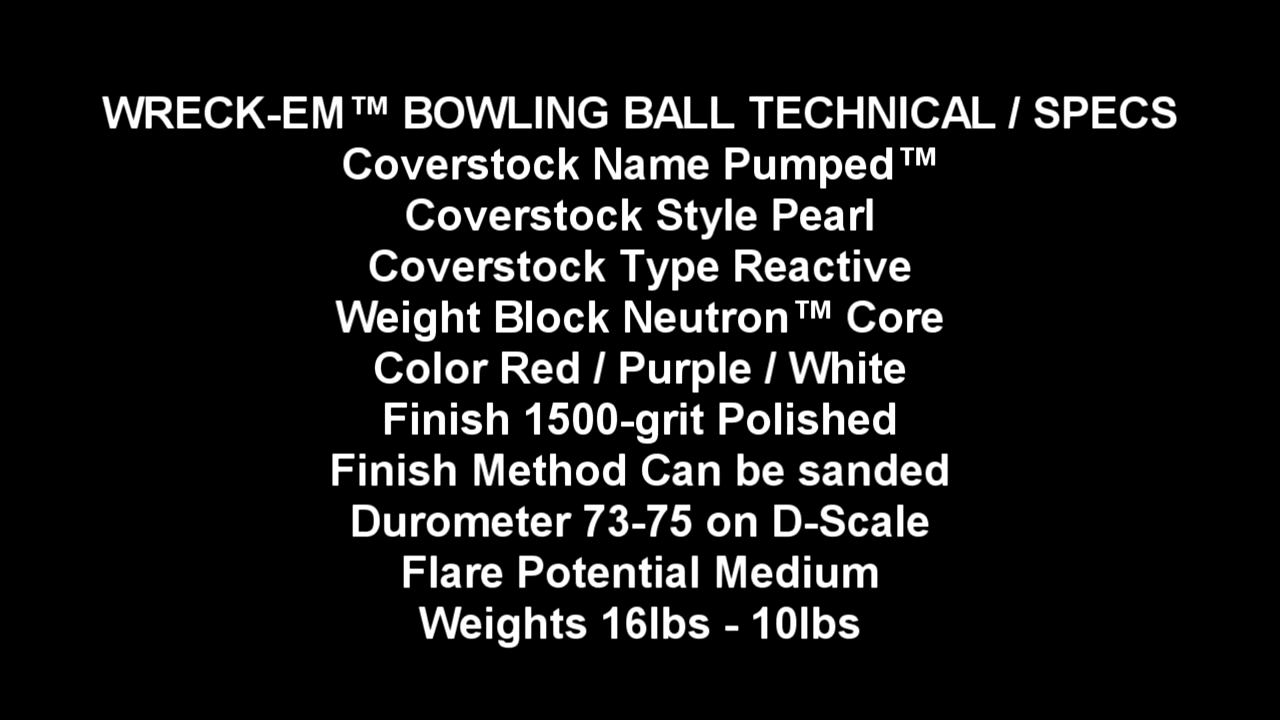 WRECK-EM™ BOWLING BALL TECHNICAL / SPECS
Coverstock Name Pumped™
Coverstock Style Pearl
Coverstock Type Reactive
Weight Block Neutron™ Core
Color Red / Purple / White
Finish 1500-grit Polished
Finish Method Can be sanded
Durometer 73-75 on D-Scale
Flare Potential Medium
Weights 16lbs - 10lbs